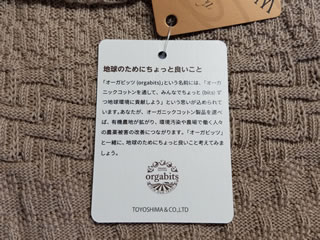 地球のためにちょっと良いこと
「オーガビッツ(orgabits)」という名前には、「オーガ
ニックコットンを通して、みんなでちょっと(bits)ず
つ地球環境に貢献しよう」という思いが込められて
います。あなたが、オーガニックコットン製品を選べ
ば、有機農地が拡がり、環境汚染や農場で働く人々
の農薬被害の改善につながります。「オーガビッツ」
と一緒に、地球のためにちょっと良いこと考えてみま
しょう。
orgabits
TOYOSHIMA & CO.,LTD